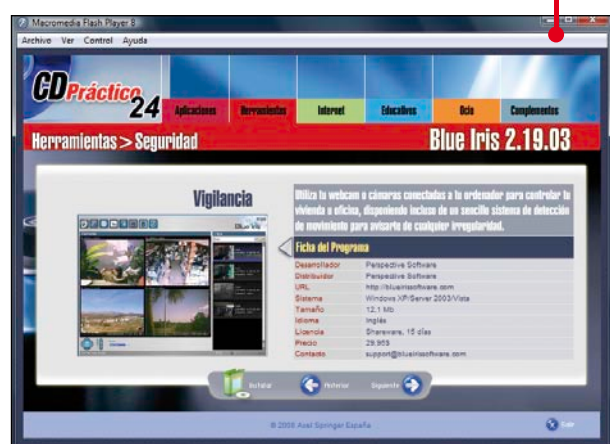 Macromedia Flash Player 8
Archivo Ver Control Ayuda
CDPráctico 24
Aplicaciones Herramientas Internet Educativos Ocio Complementos
Herramientas > Seguridad
Blue Iris 2.19.03
Vigilancia
Utiliza tu webcam o cámaras conectadas a tu ordenador para controlar tu
vivienda u oficina, disponiendo incluso de un sencillo sistema de detección
de movimiento para avisarte de cualquier irregularidad.
Ficha del Programa
Desarrollador Perspective Software
Distribuidor Perspective Software
URL http://blueirissoftware.com
Sistema Windows XP/Server 2003/Vista
Tamaño 12,1 Mb
Idioma Inglés
Licencia Shareware, 15 días
Precio
Contacto support@blueirissoftware.com
Instalar Anterior Siguiente
© 2008 Axel Springer España
Salir